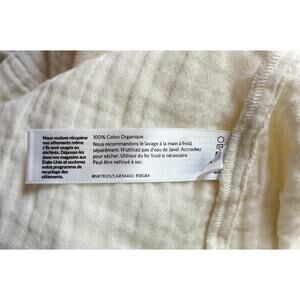 Nous voulons récupérer
nos vêtements même
s'ils sont usagés ou
déchirés. Déposez-les
dans nos magasins aux
États-Unis et soutenez
notre programme de
recyclage des
vêtements.
100% Coton Organique
Nous recommandons le lavage à la main à froid,
séparément. N'utilisez pas d'eau de Javel. Accrochez
pour sécher. Utilisez du fer froid si nécessaire.
Peut être nettoyé à sec.